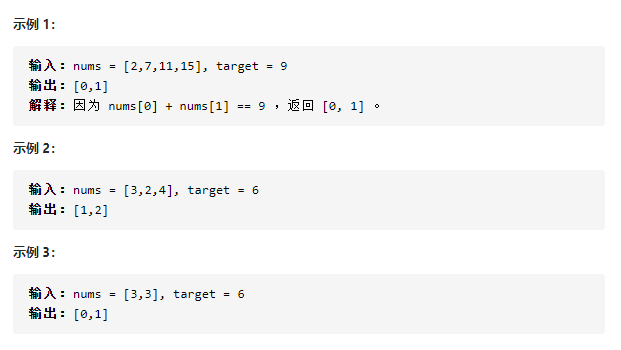 示例 1：
输入：nums = [2,7,11,15], target = 9
输出：[0,1]
解释：因为 nums[0] + nums[1] == 9 ，返回 [0, 1] 。
示例 2：
输入：nums = [3,2,4], target = 6
输出：[1,2]
示例 3：
输入：nums = [3,3], target = 6
输出：[0,1]